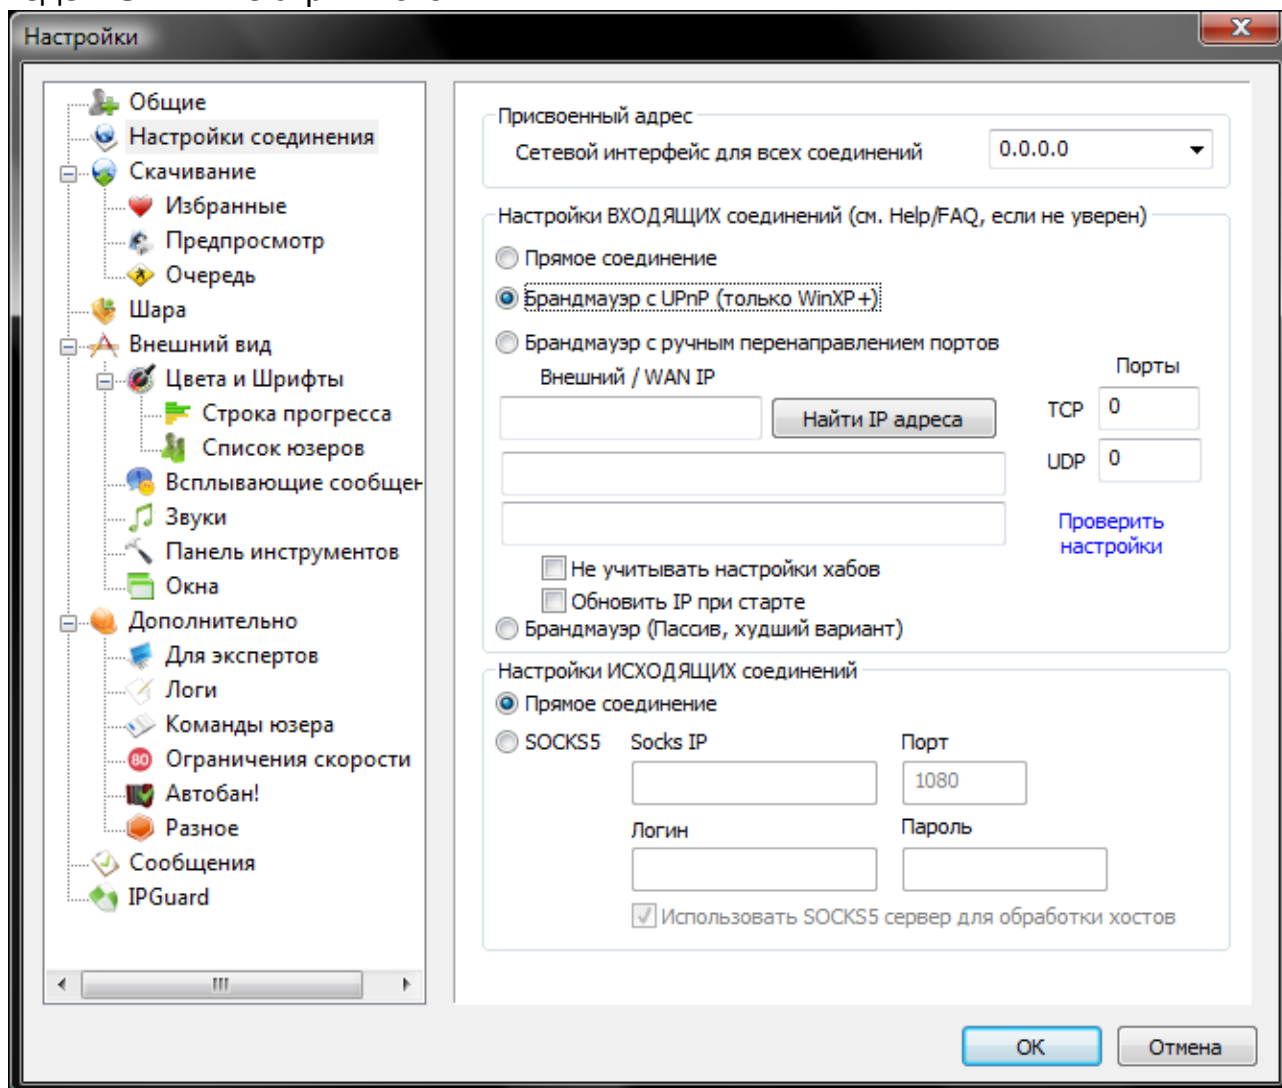 Настройки
Общие
Настройки соединения
Скачивание
Избранные
Предпросмотр
Очередь
Шара
Внешний вид
Цвета и Шрифты
Строка прогресса
Список юзеров
Всплывающие сообщен
Звуки
Панель инструментов
Окна
Дополнительно
Для экспертов
Логи
Команды юзера
Ограничения скорости
Автобан!
Разное
Сообщения
IPGuard
Присвоенный адрес
Сетевой интерфейс для всех соединений 0.0.0.0
Настройки ВХОДЯЩИХ соединений (см. Help/FAQ, если не уверен)
Прямое соединение
Брандмауэр с UPnP (только WinXP+)
Брандмауэр с ручным перенаправлением портов
Внешний / WAN IP Порты
Найти IP адреса TCP 0
UDP 0
Проверить
настройки
Не учитывать настройки хабов
Обновить IP при старте
Брандмауэр (Пассив, худший вариант)
Настройки ИСХОДЯЩИХ соединений
Прямое соединение
SOCKS5 Socks IP Порт
1080
Логин Пароль
Использовать SOCKS5 сервер для обработки хостов
OK Отмена